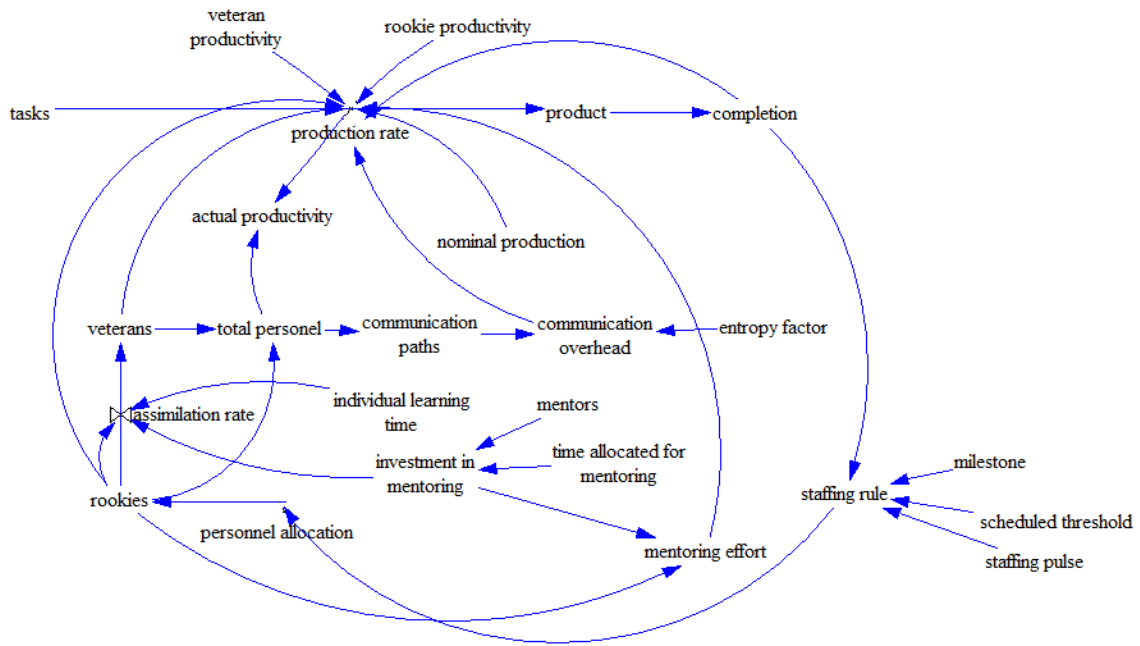 veteran
productivity
rookie productivity
tasks
product
completion
production rate
actual productivity
nominal production
veterans
total personel
communication
paths
communication
overhead
entropy factor
assimilation rate
individual learning
time
mentors
investment in
mentoring
time allocated for
mentoring
milestone
rookies
staffing rule
scheduled threshold
personnel allocation
mentoring effort
staffing pulse